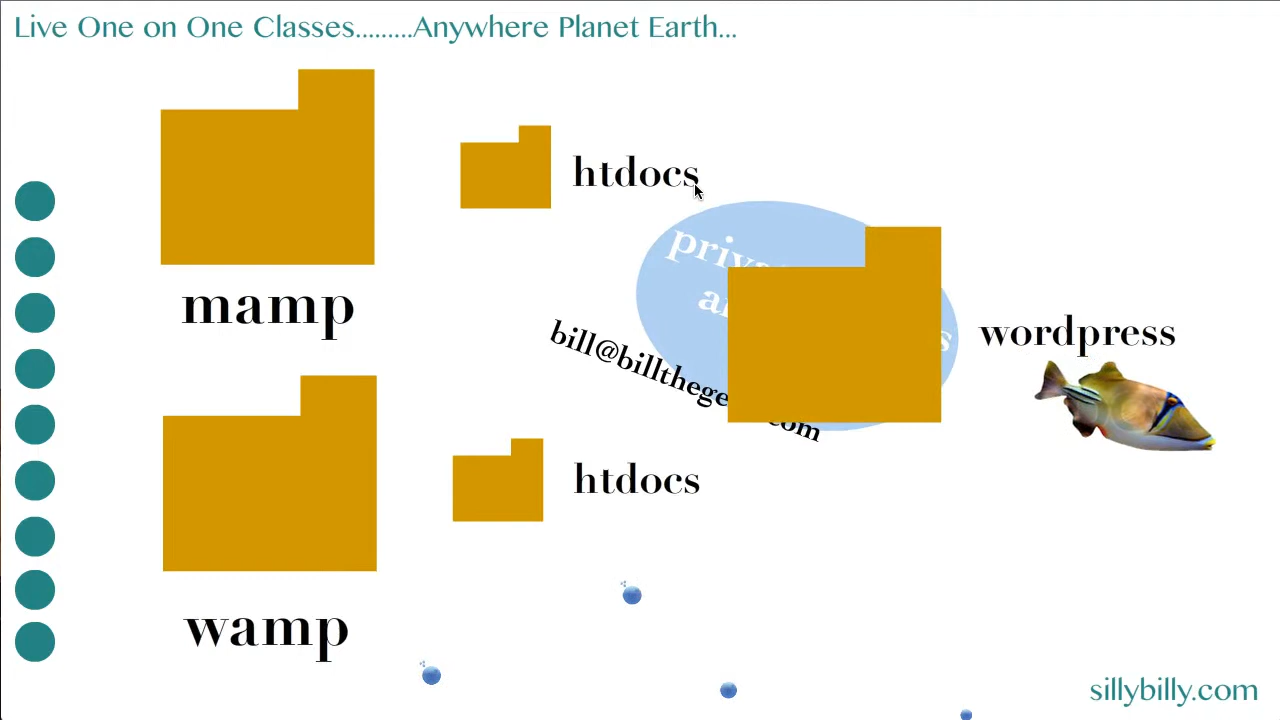 Live One on One Classes.........Anywhere Planet Earth...
htdocs
mamp
wordpress
htdocs
wamp
sillybilly.com